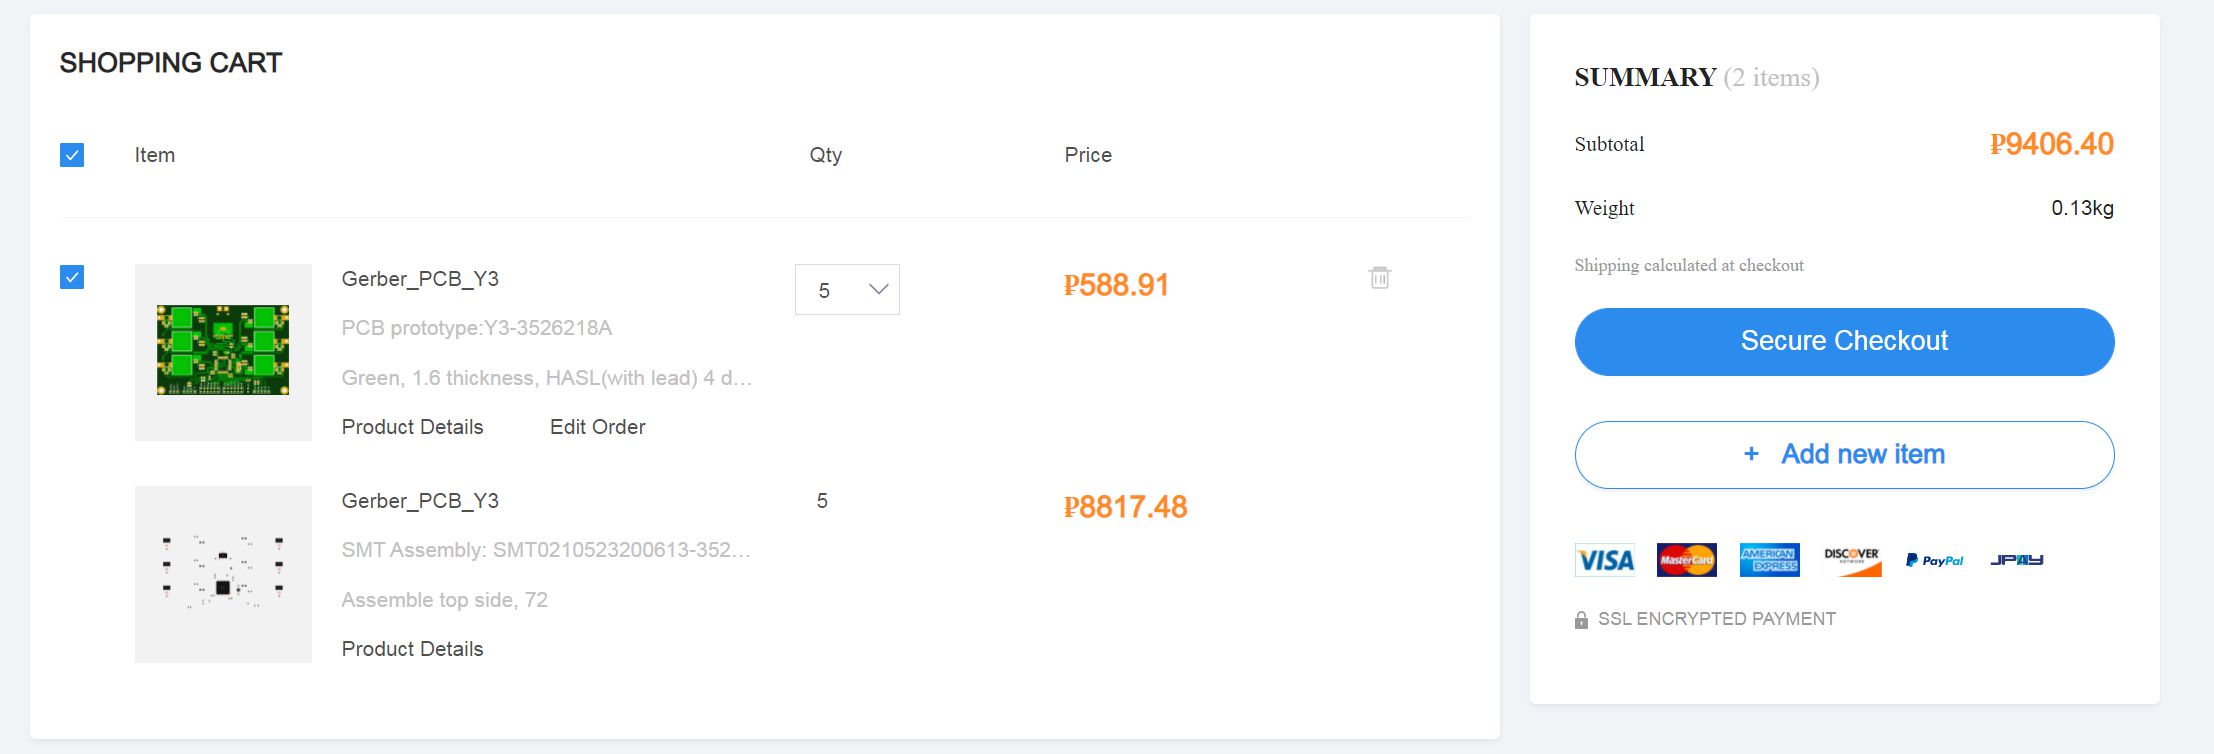 SHOPPING CART
Item Qty Price
Gerber_PCB_Y3 5 ₽588.91
PCB prototype:Y3-3526218A
Green, 1.6 thickness, HASL(with lead) 4 d...
Product Details Edit Order
Gerber_PCB_Y3 5 ₽8817.48
SMT Assembly: SMT0210523200613-352...
Assemble top side, 72
Product Details
SUMMARY (2 items)
Subtotal ₽9406.40
Weight 0.13kg
Shipping calculated at checkout
Secure Checkout
+ Add new item
VISA MasterCard AMERICAN EXPRESS DISCOVER NETWORK PayPal JPAY
SSL ENCRYPTED PAYMENT